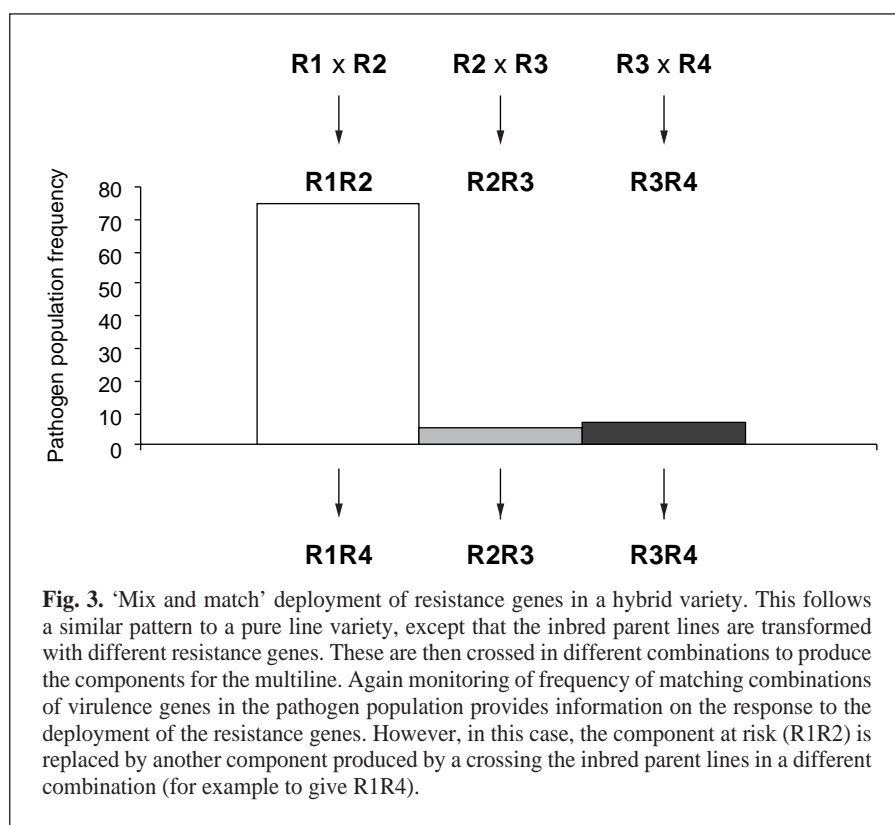 R1 x R2 R2 x R3 R3 x R4
R1R2 R2R3 R3R4
Pathogen population frequency
80
70
60
50
40
30
20
10
0
R1R4 R2R3 R3R4
Fig. 3. ‘Mix and match’ deployment of resistance genes in a hybrid variety. This follows
a similar pattern to a pure line variety, except that the inbred parent lines are transformed
with different resistance genes. These are then crossed in different combinations to produce
the components for the multiline. Again monitoring of frequency of matching combinations
of virulence genes in the pathogen population provides information on the response to the
deployment of the resistance genes. However, in this case, the component at risk (R1R2) is
replaced by another component produced by a crossing the inbred parent lines in a different
combination (for example to give R1R4).